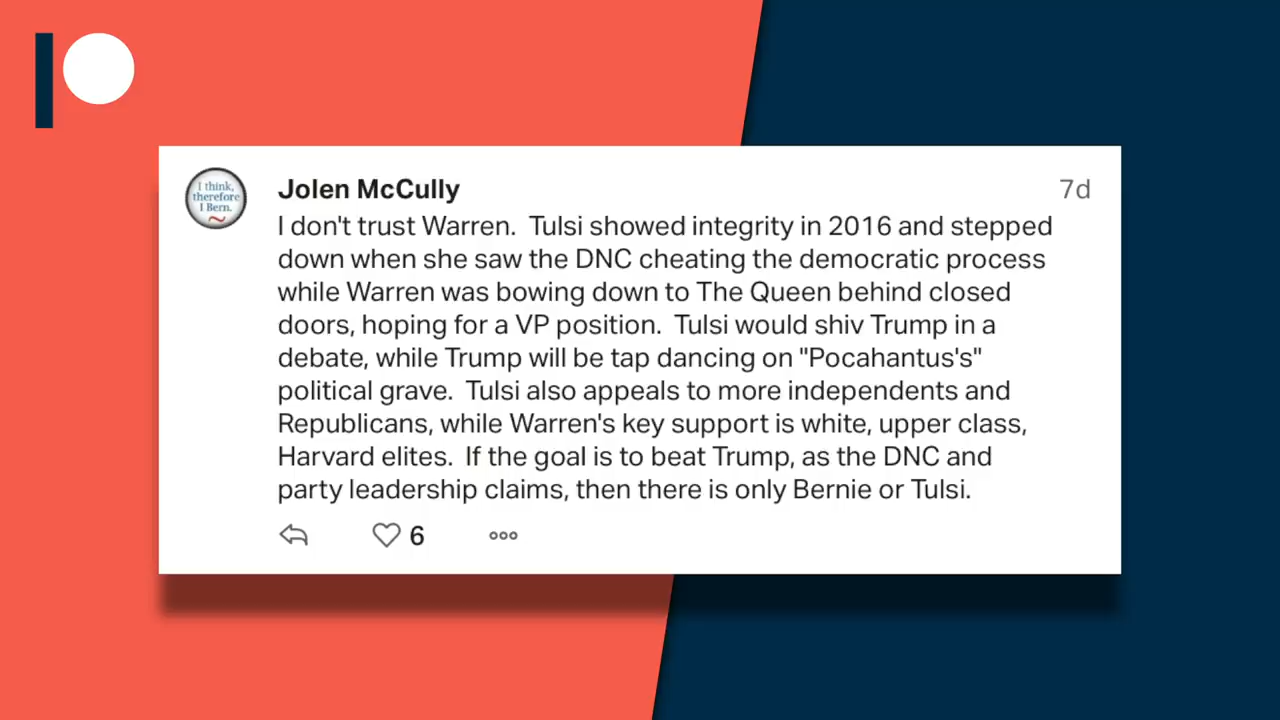 I think,
therefore
I Bern.
Jolen McCully
7d
I don't trust Warren.  Tulsi showed integrity in 2016 and stepped
down when she saw the DNC cheating the democratic process
while Warren was bowing down to The Queen behind closed
doors, hoping for a VP position.  Tulsi would shiv Trump in a
debate, while Trump will be tap dancing on "Pocahantus's"
political grave.  Tulsi also appeals to more independents and
Republicans, while Warren's key support is white, upper class,
Harvard elites.  If the goal is to beat Trump, as the DNC and
party leadership claims, then there is only Bernie or Tulsi.
6